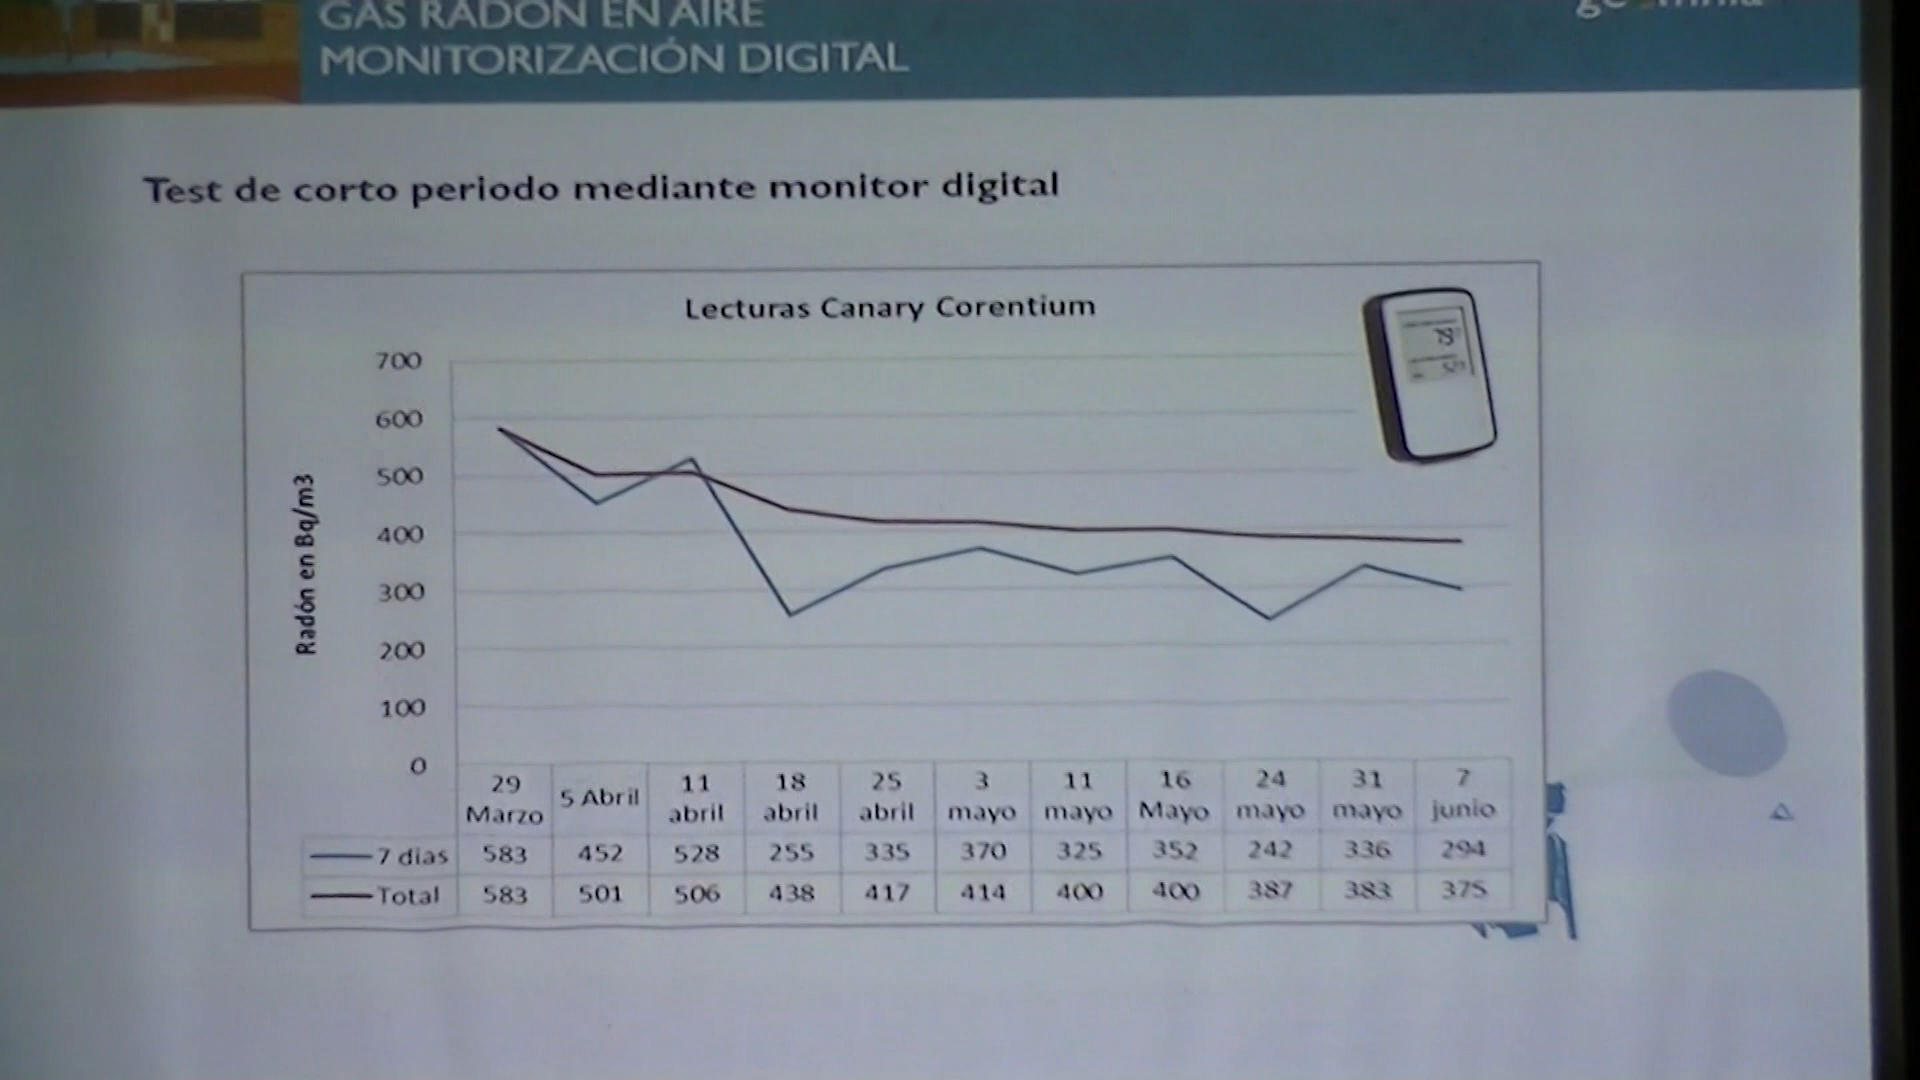 GAS RADÓN EN AIRE
MONITORIZACIÓN DIGITAL
Test de corto periodo mediante monitor digital
Lecturas Canary Corentium
Radón en Bq/m3
700
600
500
400
300
200
100
0
29 Marzo 5 Abril 11 abril 18 abril 25 abril 3 mayo 11 mayo 16 Mayo 24 mayo 31 mayo 7 junio
7 dias 583 452 528 255 335 370 325 352 242 336 294
Total 583 501 506 438 417 414 400 400 387 383 375